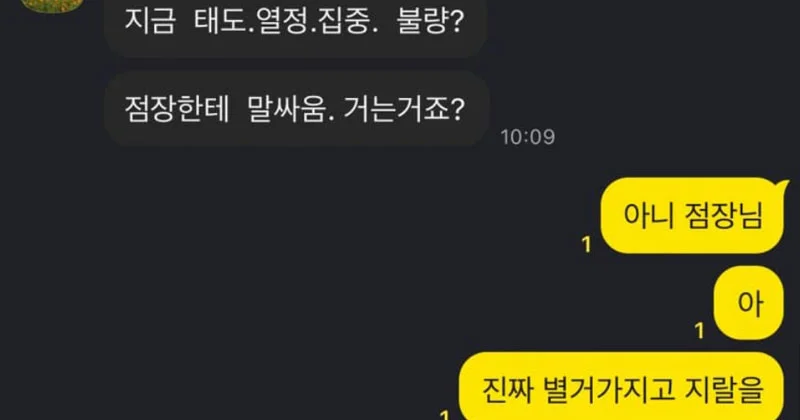 지금 태도.열정.집중. 불량?
점장한테 말싸움. 거는거죠?
10:09
아니 점장님
1
아
1
진짜 별거가지고 지랄을
1